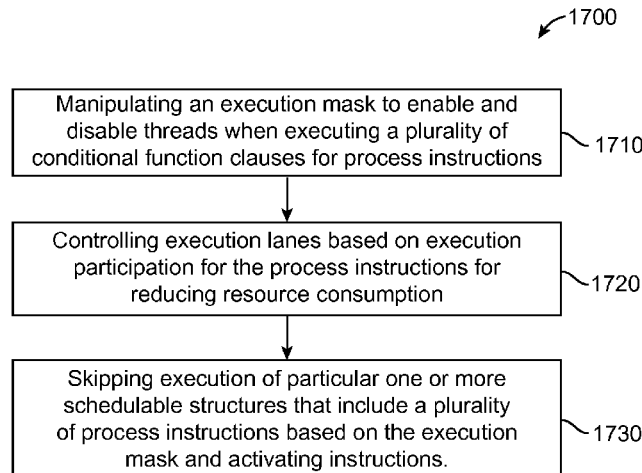 1700
Manipulating an execution mask to enable and
disable threads when executing a plurality of
conditional function clauses for process instructions
1710
Controlling execution lanes based on execution
participation for the process instructions for
reducing resource consumption
1720
Skipping execution of particular one or more
schedulable structures that include a plurality
of process instructions based on the execution
mask and activating instructions.
1730